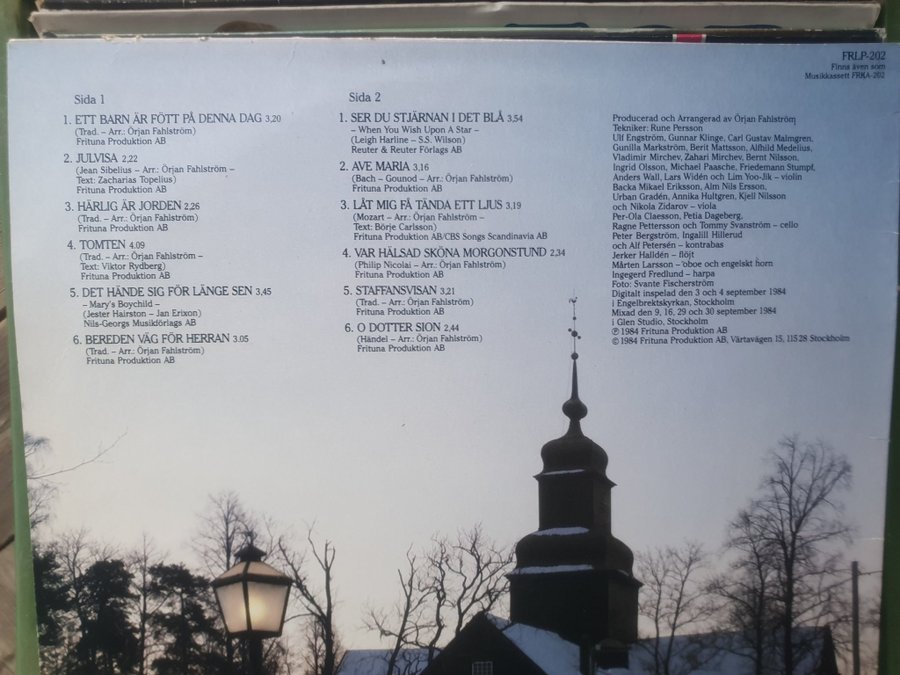 FRLP-202
Finns även som
Musikkassett FRKA-202
Sida 1
1. ETT BARN ÄR FÖTT PÅ DENNA DAG 3,20
(Trad. – Arr.: Örjan Fahlström)
Frituna Produktion AB
2. JULVISA 2,22
(Jean Sibelius – Arr.: Örjan Fahlström –
Text: Zacharias Topelius)
Frituna Produktion AB
3. HÄRLIG ÄR JORDEN 2,26
(Trad. – Arr.: Örjan Fahlström)
Frituna Produktion AB
4. TOMTEN 4.09
(Trad. – Arr.: Örjan Fahlström –
Text: Viktor Rydberg)
Frituna Produktion AB
5. DET HÄNDE SIG FÖR LÄNGE SEN 3,45
– Mary's Boychild –
(Jester Hairston – Jan Erixon)
Nils-Georgs Musikförlags AB
6. BEREDEN VÄG FÖR HERRAN 3.05
(Trad. – Arr.: Örjan Fahlström)
Frituna Produktion AB
Sida 2
1. SER DU STJÄRNAN I DET BLÅ 3,54
– When You Wish Upon A Star –
(Leigh Harline – S.S. Wilson)
Reuter & Reuter Förlags AB
2. AVE MARIA 3,16
(Bach – Gounod – Arr.: Örjan Fahlström)
Frituna Produktion AB
3. LÅT MIG FÅ TÄNDA ETT LJUS 3,19
(Mozart – Arr.: Örjan Fahlström –
Text: Börje Carlsson)
Frituna Produktion AB/CBS Songs Scandinavia AB
4. VAR HÄLSAD SKÖNA MORGONSTUND 2,34
(Philip Nicolai – Arr.: Örjan Fahlström)
Frituna Produktion AB
5. STAFFANSVISAN 3,21
(Trad. – Arr.: Örjan Fahlström)
Frituna Produktion AB
6. O DOTTER SION 2,44
(Händel – Arr.: Örjan Fahlström)
Frituna Produktion AB
Producerad och Arrangerad av Örjan Fahlström
Tekniker: Rune Persson
Ulf Engström, Gunnar Klinge, Carl Gustav Malmgren,
Gunilla Markström, Berit Mattsson, Alfhild Medelius,
Vladimir Mirchev, Zahari Mirchev, Bernt Nilsson,
Ingrid Olsson, Michael Paasche, Friedemann Stumpf,
Anders Wall, Lars Widén och Lim Yoo-Jik – violin
Backa Mikael Eriksson, Alm Nils Ersson,
Urban Gradén, Annika Hultgren, Kjell Nilsson
och Nikola Zidarov – viola
Per-Ola Claesson, Petia Dageberg,
Ragne Pettersson och Tommy Svanström – cello
Peter Bergström, Ingalill Hillerud
och Alf Petersén – kontrabas
Jerker Halldén – flöjt
Mårten Larsson – oboe och engelskt horn
Ingegerd Fredlund – harpa
Foto: Svante Fischerström
Digitalt inspelad den 3 och 4 september 1984
i Engelbrektskyrkan, Stockholm
Mixad den 9, 16, 29 och 30 september 1984
i Glen Studio, Stockholm
℗ 1984 Frituna Produktion AB
© 1984 Frituna Produktion AB, Värtavägen 15, 115 28 Stockholm